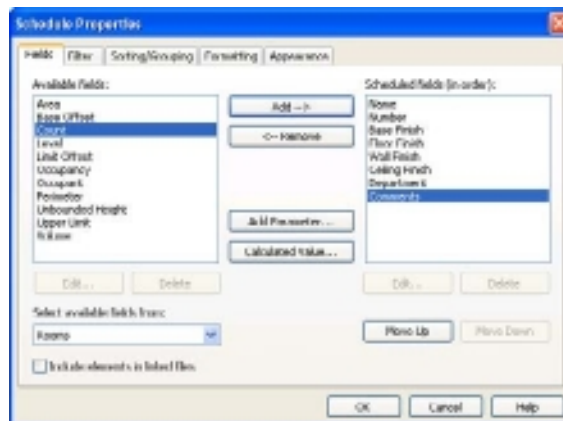 Schedule Properties
Fields Filter Sorting/Grouping Formatting Appearance
Available fields:
Area
Base Offset
Count
Level
Limit Offset
Occupancy
Occupant
Perimeter
Unbounded Height
Upper Limit
Volume
Add -->
<-- Remove
Add Parameter...
Calculated Value...
Scheduled fields (in order):
Name
Number
Base Finish
Floor Finish
Wall Finish
Ceiling Finish
Department
Comments
Edit... Delete
Edit... Delete
Select available fields from:
Rooms
Move Up Move Down
Include elements in linked files
OK Cancel Help